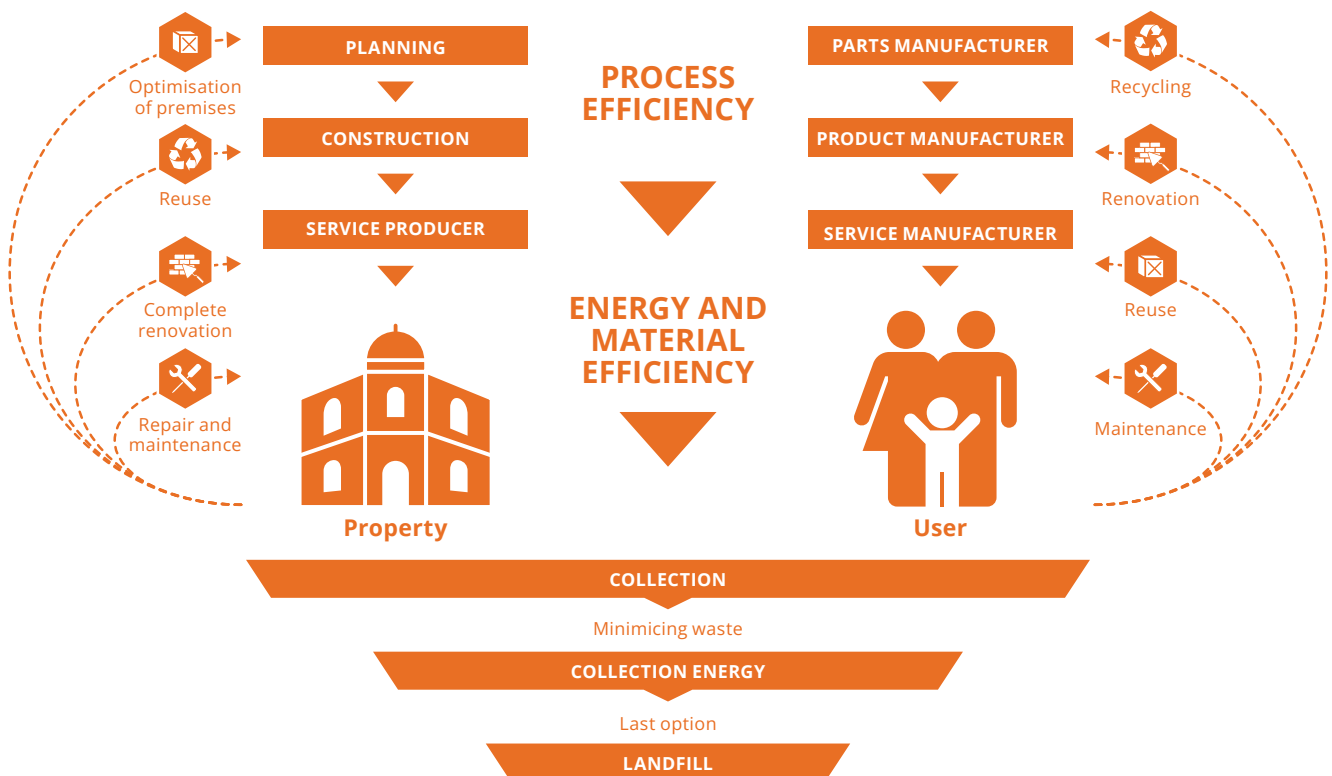 PLANNING
Optimisation
of premises
CONSTRUCTION
Reuse
SERVICE PRODUCER
Complete
renovation
Repair and
maintenance
Property
PROCESS
EFFICIENCY
ENERGY AND
MATERIAL
EFFICIENCY
PARTS MANUFACTURER
Recycling
PRODUCT MANUFACTURER
Renovation
SERVICE MANUFACTURER
Reuse
Maintenance
User
COLLECTION
Minimicing waste
COLLECTION ENERGY
Last option
LANDFILL